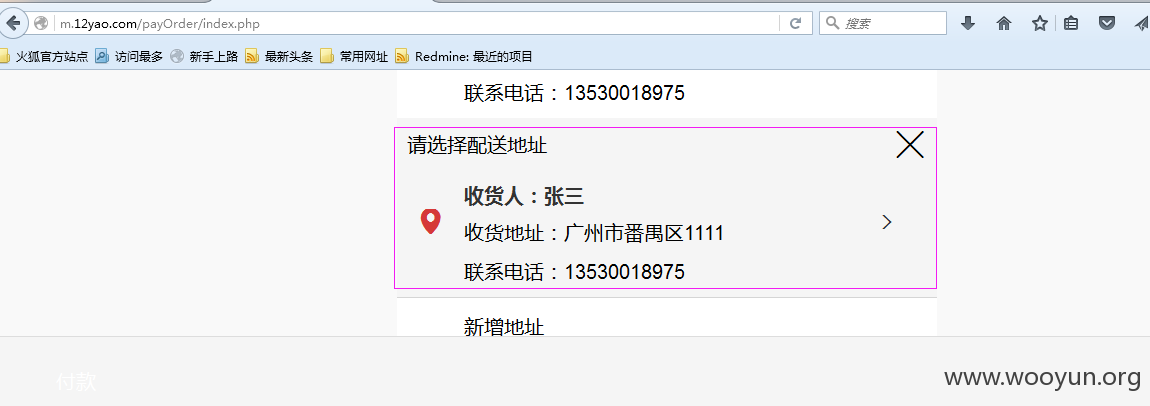 m.12yao.com/payOrder/index.php
搜索
火狐官方站点 访问最多 新手上路 最新头条 常用网址 Redmine: 最近的项目
联系电话：13530018975
请选择配送地址
收货人：张三
收货地址：广州市番禺区1111
联系电话：13530018975
新增地址
付款
www.wooyun.org